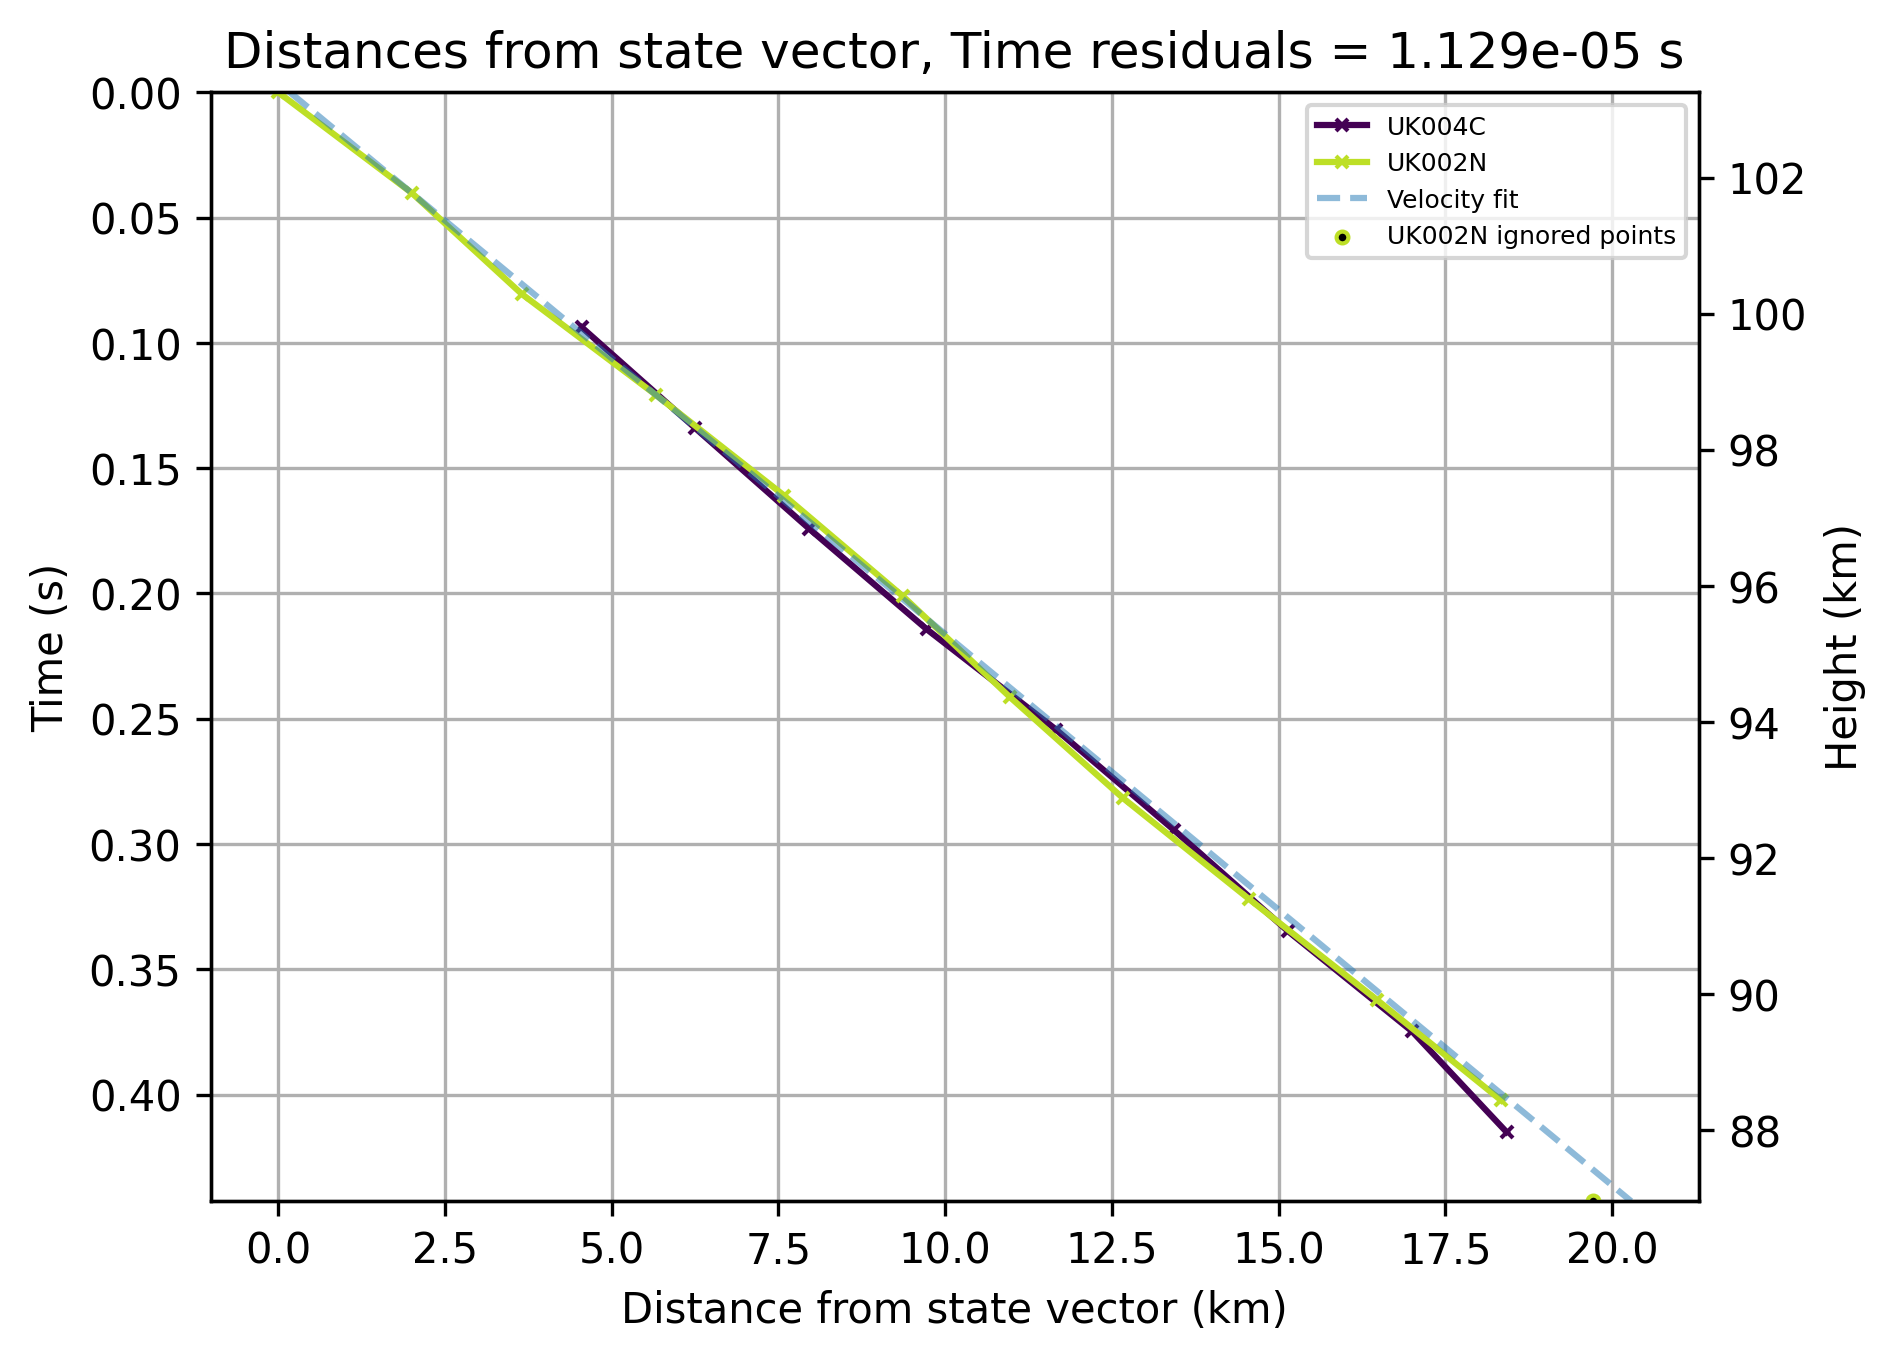 Distances from state vector, Time residuals = 1.129e-05 s
UK004C
UK002N
Velocity fit
UK002N ignored points
Time (s)
0.00
0.05
0.10
0.15
0.20
0.25
0.30
0.35
0.40
102
100
98
96
94
92
90
88
Height (km)
0.0 2.5 5.0 7.5 10.0 12.5 15.0 17.5 20.0
Distance from state vector (km)